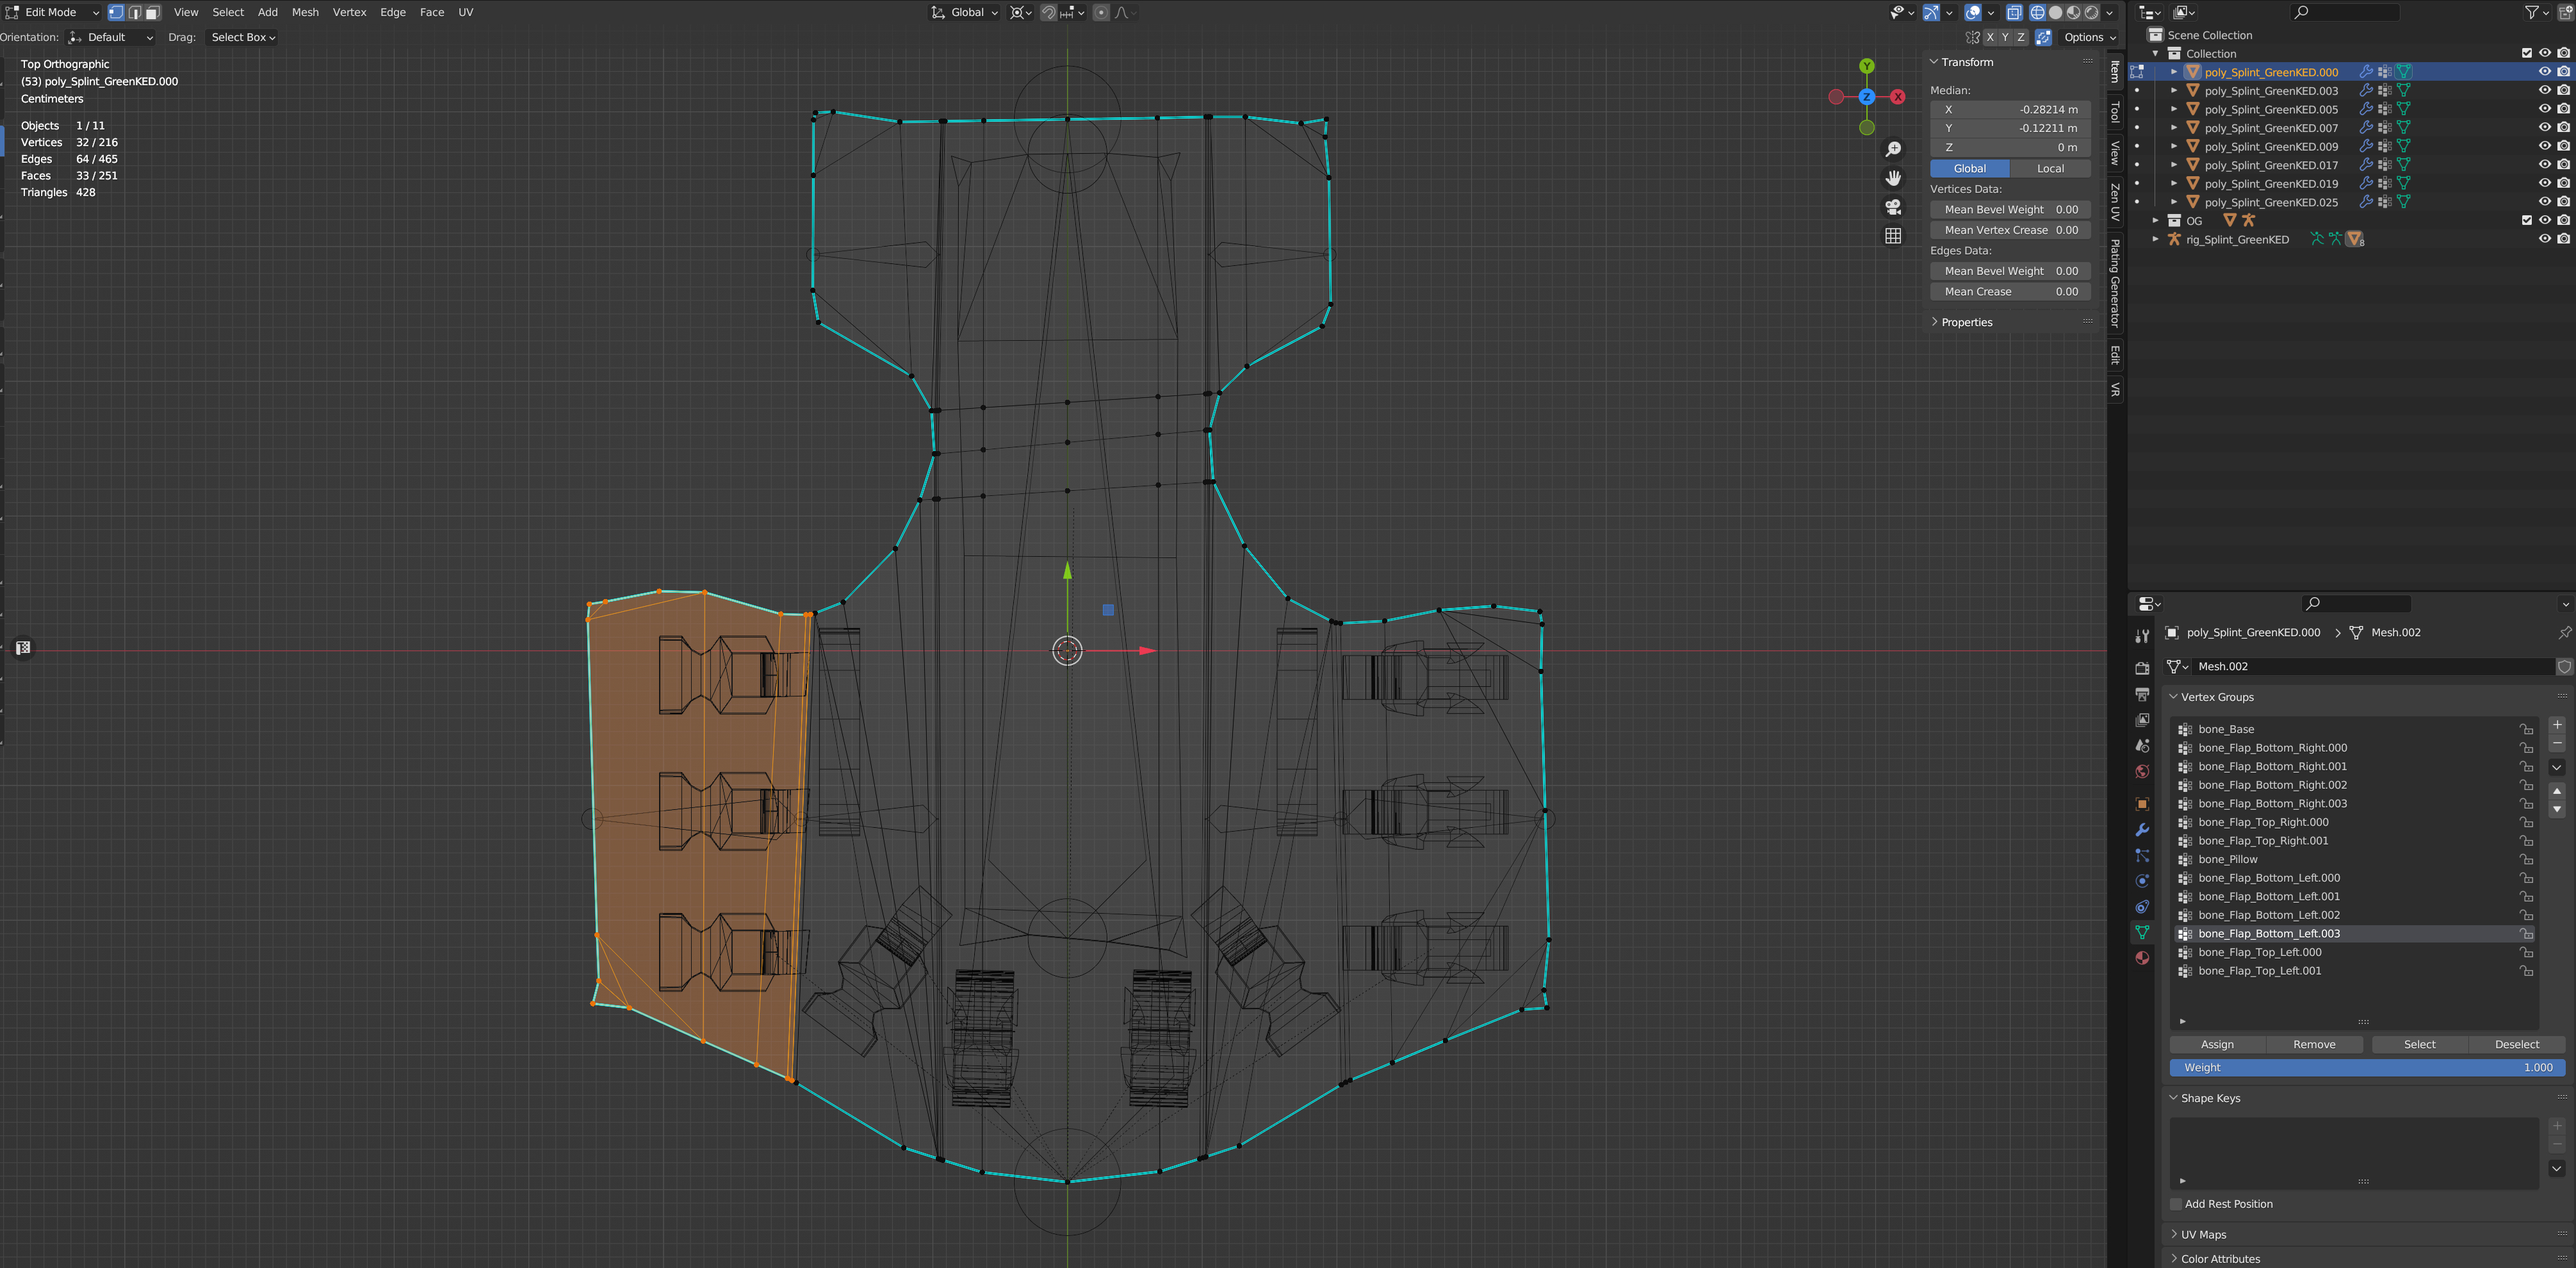 Edit Mode View Select Add Mesh Vertex Edge Face UV Global
Orientation: Default Drag: Select Box X Y Z Options
Top Orthographic
(53) poly_Splint_GreenKED.000
Centimeters
Objects 1 / 11
Vertices 32 / 216
Edges 64 / 465
Faces 33 / 251
Triangles 428
Y
Z X
Transform
Median:
X -0.28214 m
Y -0.12211 m
Z 0 m
Global Local
Vertices Data:
Mean Bevel Weight 0.00
Mean Vertex Crease 0.00
Edges Data:
Mean Bevel Weight 0.00
Mean Crease 0.00
Properties
Item
Tool
View
Zen UV
Plating Generator
Edit
VR
Scene Collection
Collection
poly_Splint_GreenKED.000
poly_Splint_GreenKED.003
poly_Splint_GreenKED.005
poly_Splint_GreenKED.007
poly_Splint_GreenKED.009
poly_Splint_GreenKED.017
poly_Splint_GreenKED.019
poly_Splint_GreenKED.025
OG
rig_Splint_GreenKED 8
poly_Splint_GreenKED.000 Mesh.002
Mesh.002
Vertex Groups
bone_Base
bone_Flap_Bottom_Right.000
bone_Flap_Bottom_Right.001
bone_Flap_Bottom_Right.002
bone_Flap_Bottom_Right.003
bone_Flap_Top_Right.000
bone_Flap_Top_Right.001
bone_Pillow
bone_Flap_Bottom_Left.000
bone_Flap_Bottom_Left.001
bone_Flap_Bottom_Left.002
bone_Flap_Bottom_Left.003
bone_Flap_Top_Left.000
bone_Flap_Top_Left.001
Assign Remove Select Deselect
Weight 1.000
Shape Keys
Add Rest Position
UV Maps
Color Attributes